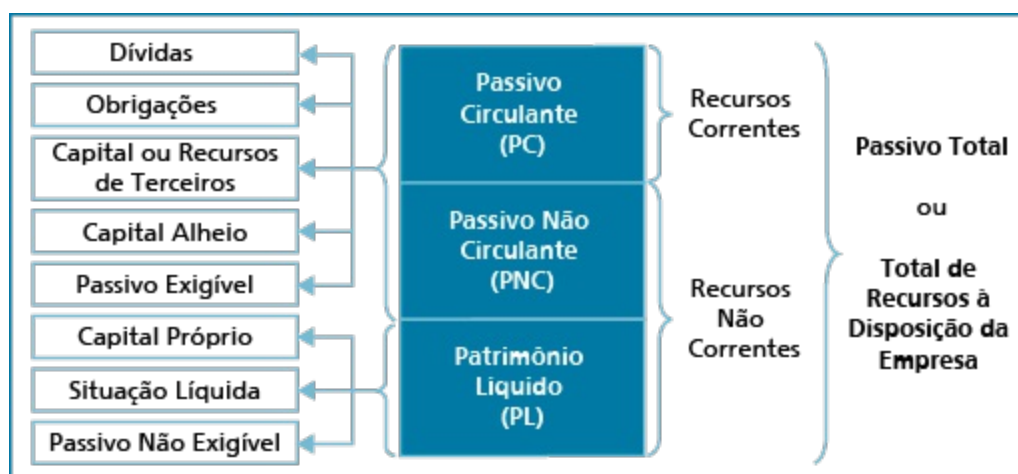 Dívidas
Obrigações
Capital ou Recursos
de Terceiros
Capital Alheio
Passivo Exigível
Capital Próprio
Situação Líquida
Passivo Não Exigível
Passivo
Circulante
(PC)
Passivo Não
Circulante
(PNC)
Patrimônio
Líquido
(PL)
Recursos
Correntes
Recursos
Não
Correntes
Passivo Total
ou
Total de
Recursos à
Disposição da
Empresa